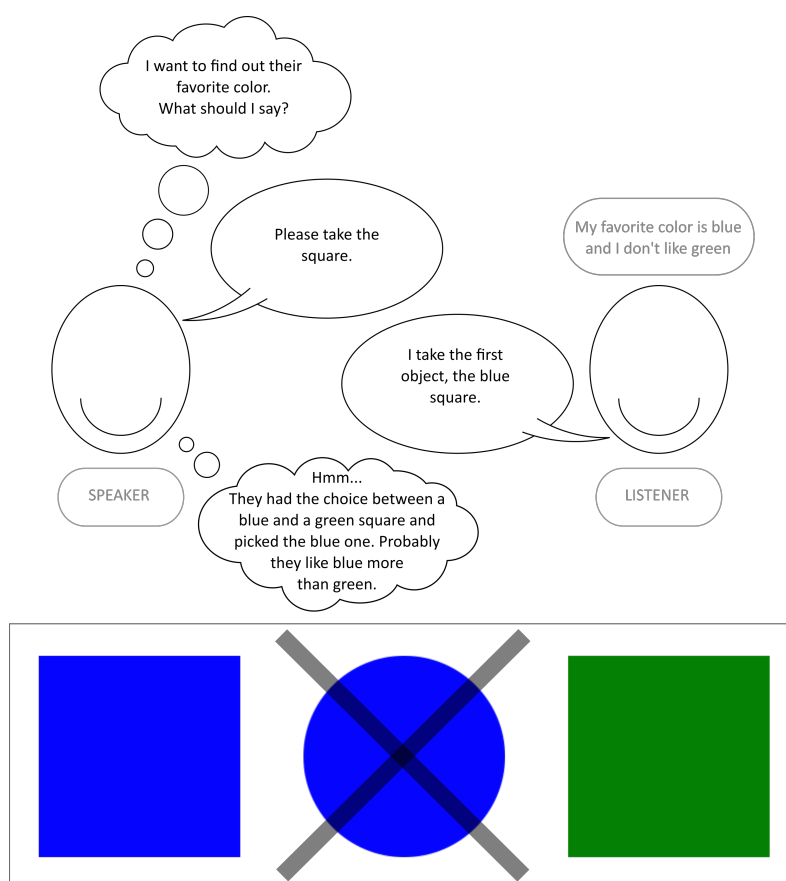 I want to find out their
favorite color.
What should I say?
Please take the
square.
My favorite color is blue
and I don't like green
I take the first
object, the blue
square.
SPEAKER
LISTENER
Hmm...
They had the choice between a
blue and a green square and
picked the blue one. Probably
they like blue more
than green.